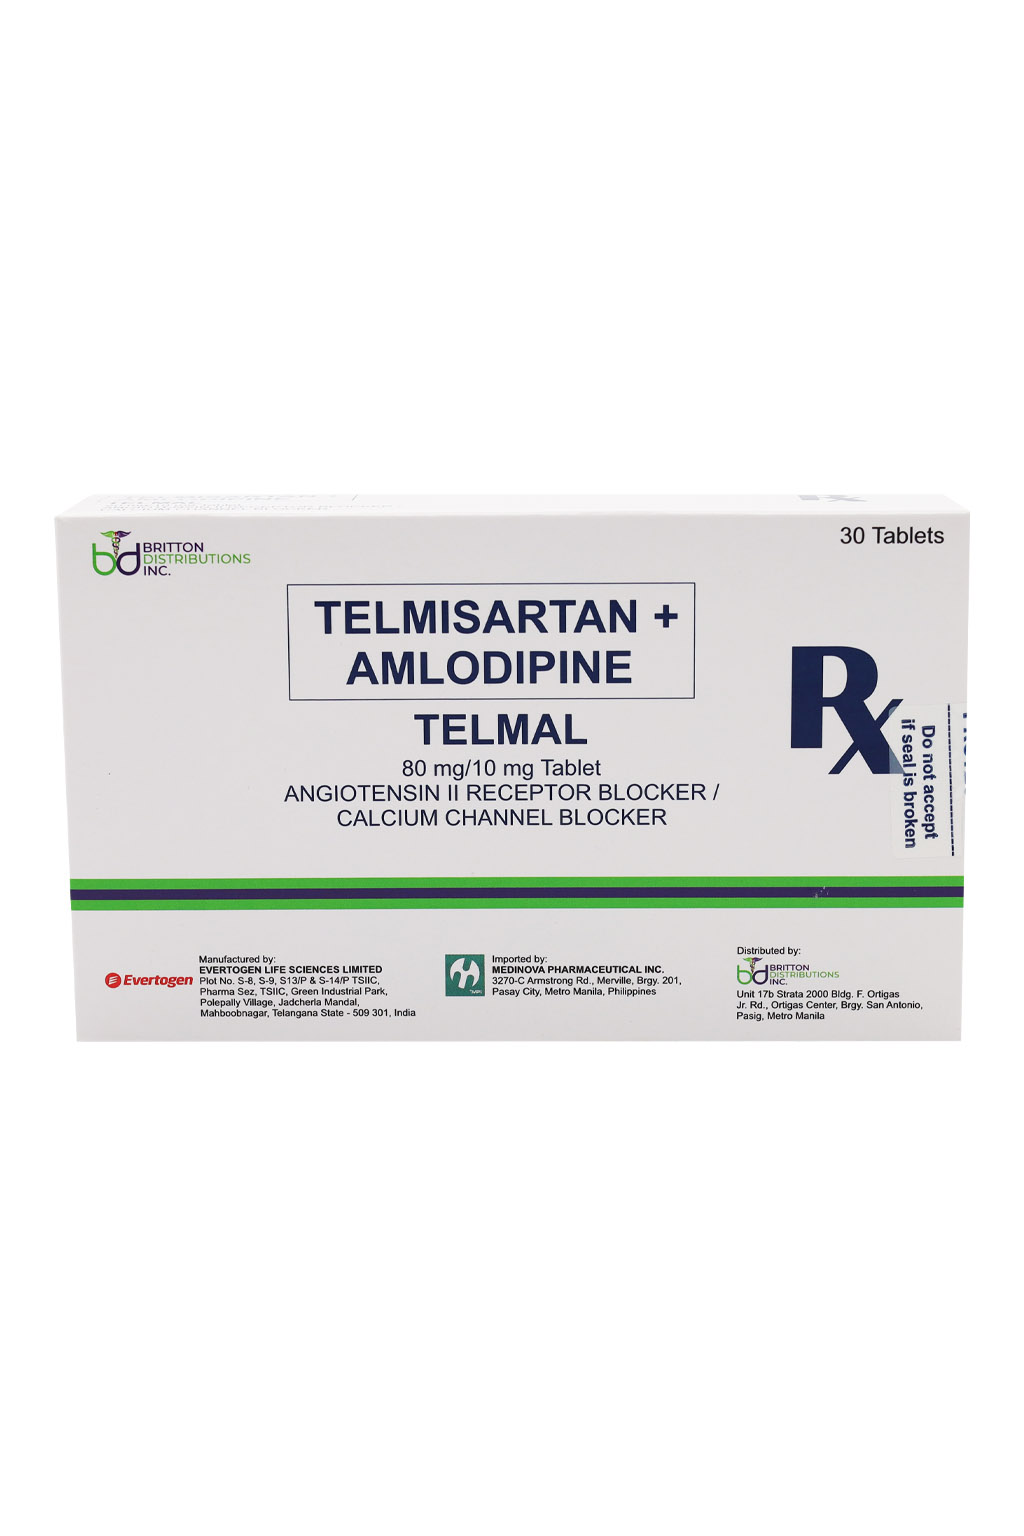 BRITTON
DISTRIBUTIONS
INC.
30 Tablets
TELMISARTAN +
AMLODIPINE
TELMAL
80 mg/10 mg Tablet
ANGIOTENSIN II RECEPTOR BLOCKER /
CALCIUM CHANNEL BLOCKER
Rx
Do not accept
if seal is broken
Evertogen
Manufactured by:
EVERTOGEN LIFE SCIENCES LIMITED
Plot No. S-8, S-9, S13/P & S-14/P TSIIC,
Pharma Sez, TSIIC, Green Industrial Park,
Polepally Village, Jadcherla Mandal,
Mahboobnagar, Telangana State - 509 301, India
Imported by:
MEDINOVA PHARMACEUTICAL INC.
3270-C Armstrong Rd., Merville, Brgy. 201,
Pasay City, Metro Manila, Philippines
Distributed by:
BRITTON
DISTRIBUTIONS
INC.
Unit 17b Strata 2000 Bldg. F. Ortigas
Jr. Rd., Ortigas Center, Brgy. San Antonio,
Pasig, Metro Manila